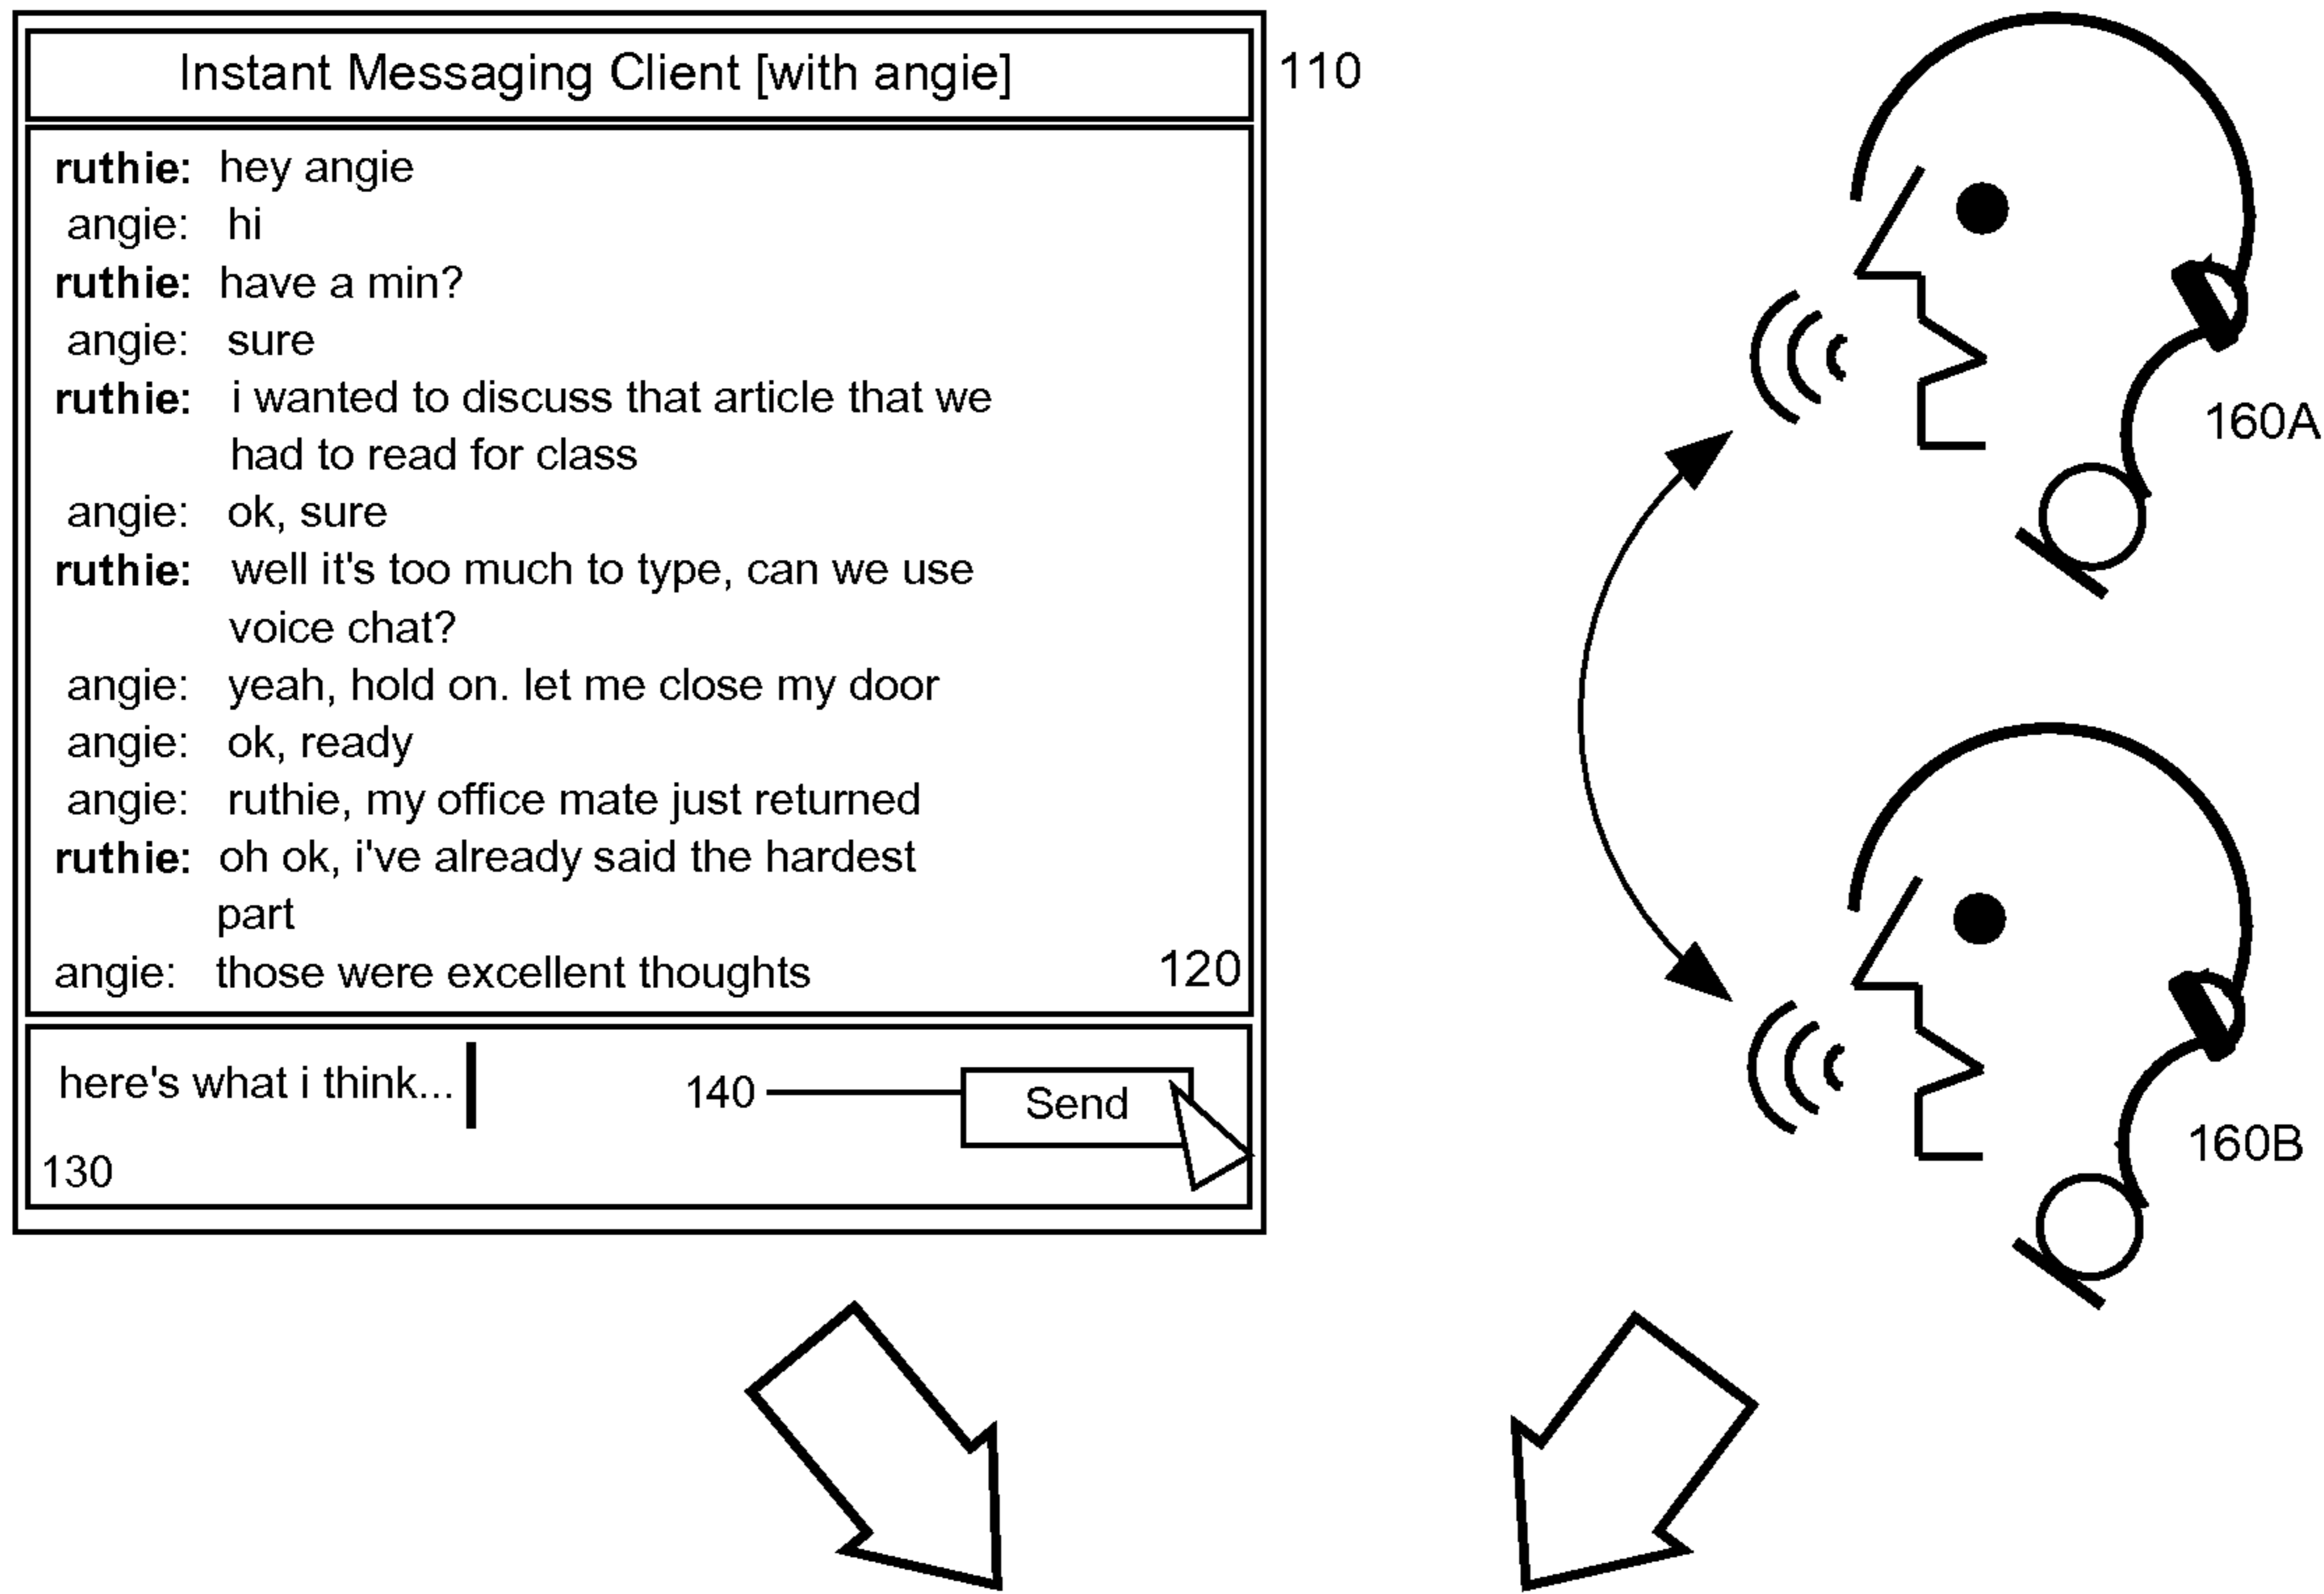 Instant Messaging Client [with angie]
110
ruthie: hey angie
angie: hi
ruthie: have a min?
angie: sure
ruthie: i wanted to discuss that article that we
had to read for class
angie: ok, sure
ruthie: well it's too much to type, can we use
voice chat?
angie: yeah, hold on. let me close my door
angie: ok, ready
angie: ruthie, my office mate just returned
ruthie: oh ok, i've already said the hardest
part
angie: those were excellent thoughts
120
here's what i think...
140
Send
130
160A
160B